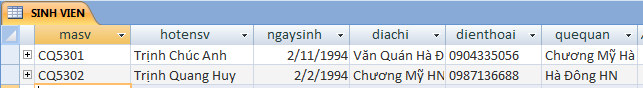 SINH VIEN
masv hotensv ngaysinh diachi dienthoai quequan
CQ5301 Trịnh Chúc Anh 2/11/1994 Văn Quán Hà Đ 0904335056 Chương Mỹ Hà
CQ5302 Trịnh Quang Huy 2/2/1994 Chương Mỹ HN 0987136688 Hà Đông HN